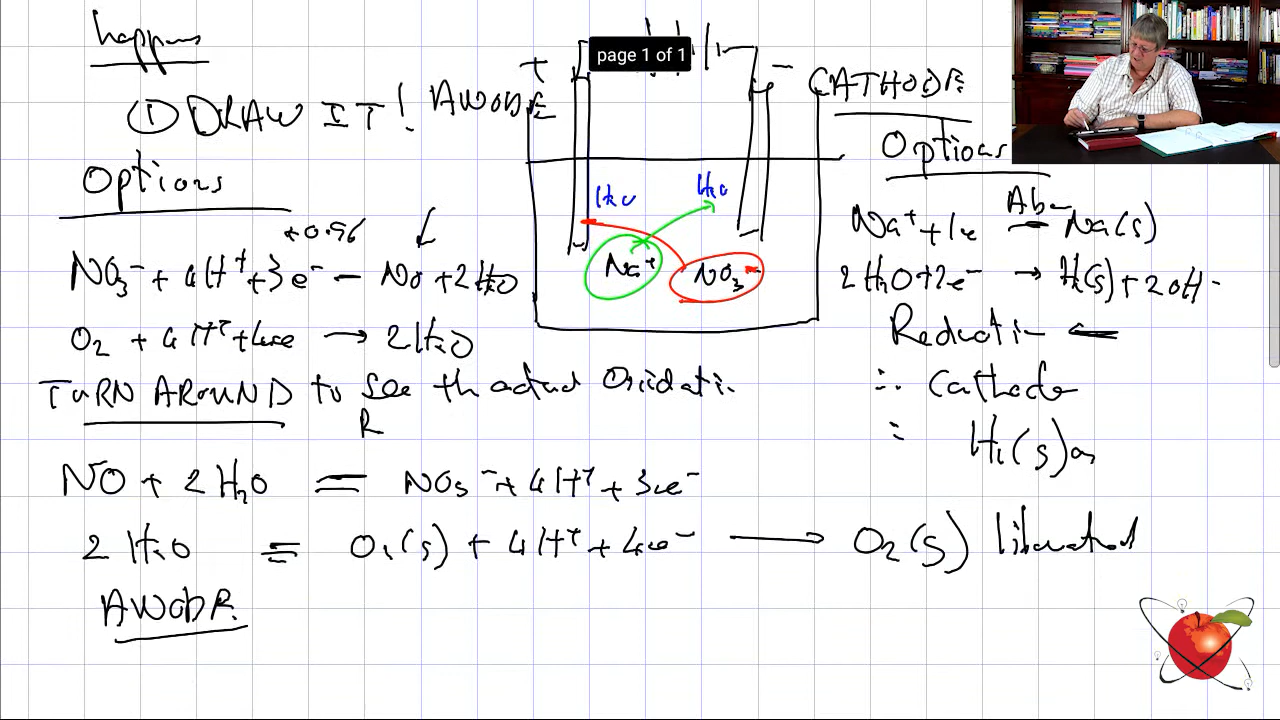 happens
page 1 of 1
+
−
① DRAW IT!
ANODE
CATHODE
Options
Options
H₂O
H₂O
Na⁺
NO₃⁻
+0.96
NO₃⁻ + 4H⁺ + 3e⁻ – NO + 2H₂O
O₂ + 4H⁺ + 4e → 2H₂O
Na⁺ + 1e → Na(s)
2H₂O + 2e⁻ → H₂(g) + 2OH⁻
Reduction ←
∴ Cathode
∴ H₂(g) as
TURN AROUND to see th actual Oxidation
R
NO + 2H₂O = NO₃⁻ + 4H⁺ + 3e⁻
2H₂O = O₂(g) + 4H⁺ + 4e⁻ → O₂(g) liberated
ANODE